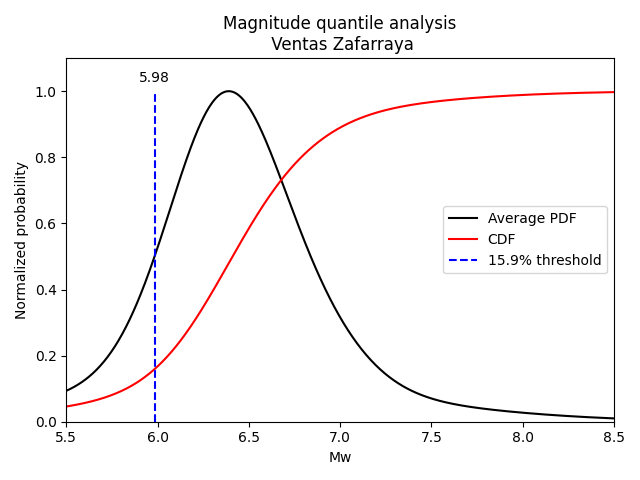 Magnitude quantile analysis
Ventas Zafarraya
5.98
1.0
0.8
0.6
0.4
0.2
0.0
Normalized probability
Average PDF
CDF
15.9% threshold
5.5 6.0 6.5 7.0 7.5 8.0 8.5
Mw